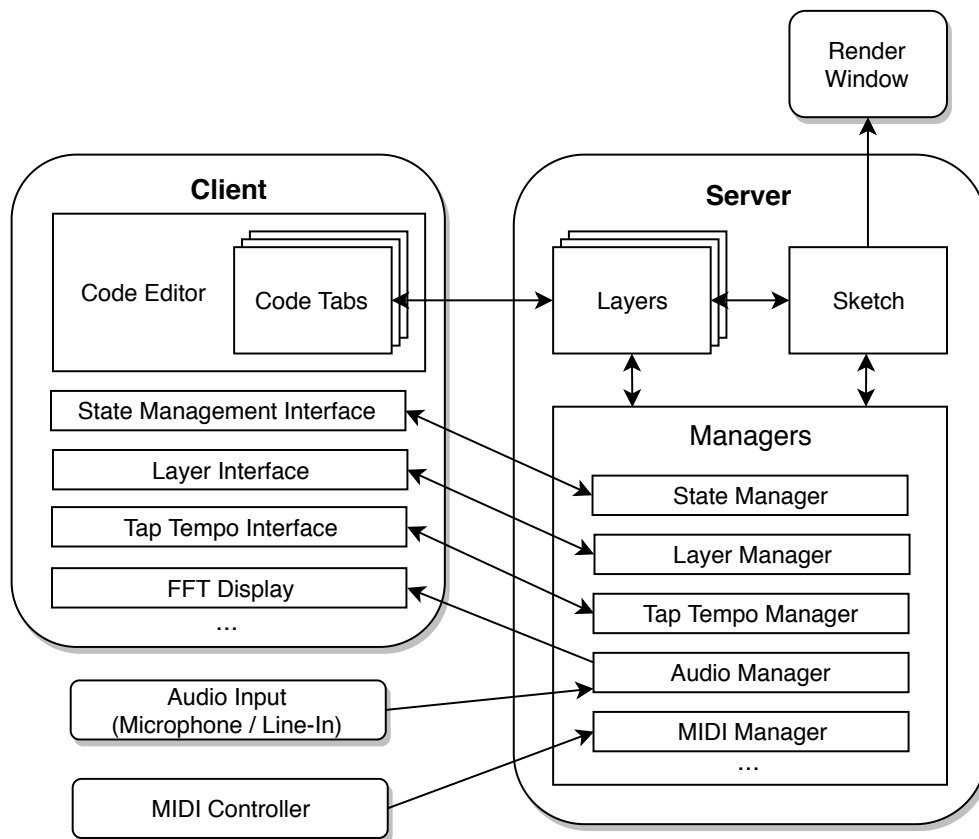 Render
Window
Client
Code Editor
Code Tabs
State Management Interface
Layer Interface
Tap Tempo Interface
FFT Display
...
Server
Layers
Sketch
Managers
State Manager
Layer Manager
Tap Tempo Manager
Audio Manager
MIDI Manager
...
Audio Input
(Microphone / Line-In)
MIDI Controller